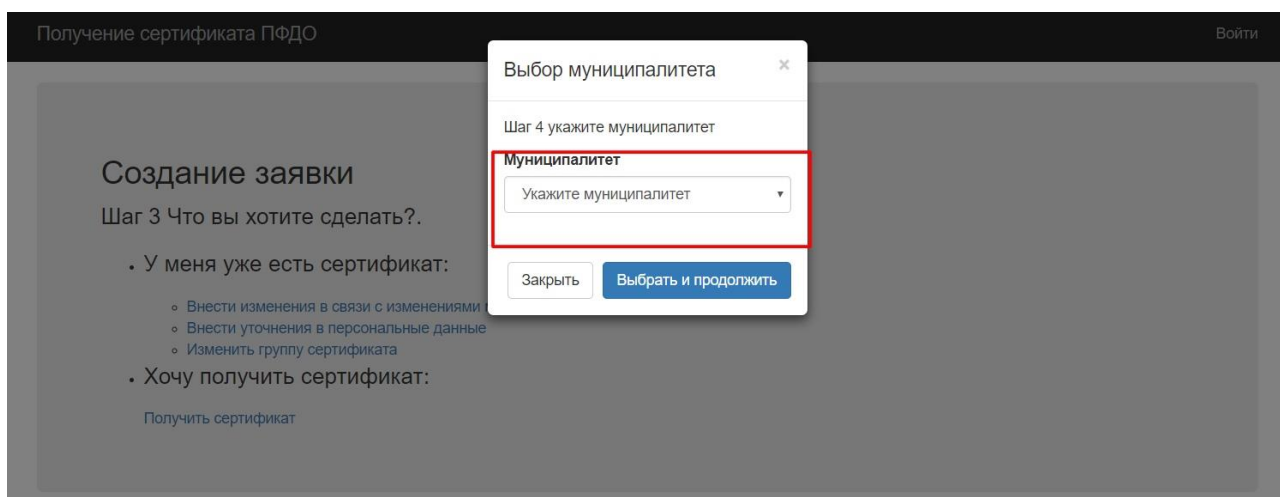 Получение сертификата ПФДО
Войти
Выбор муниципалитета ×
Шаг 4 укажите муниципалитет
Муниципалитет
Укажите муниципалитет
Закрыть
Выбрать и продолжить
Создание заявки
Шаг 3 Что вы хотите сделать?.
У меня уже есть сертификат:
Внести изменения в связи с изменениями
Внести уточнения в персональные данные
Изменить группу сертификата
Хочу получить сертификат:
Получить сертификат